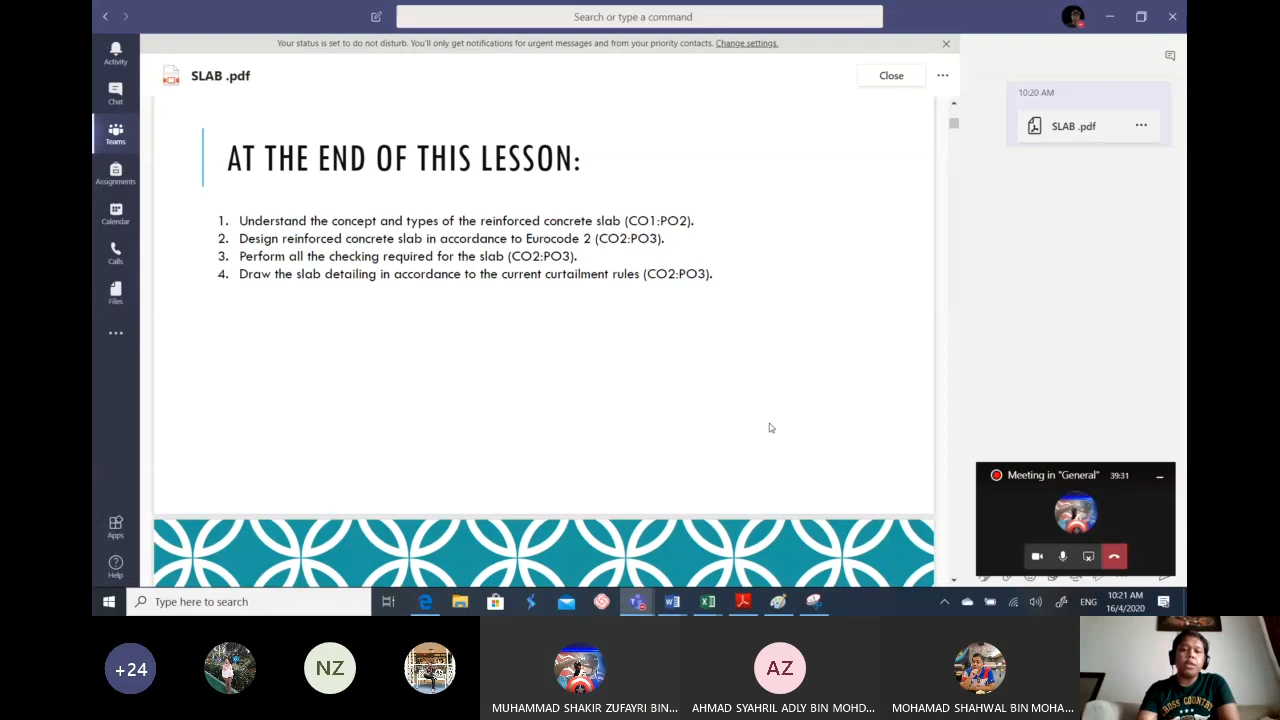 Search or type a command
Your status is set to do not disturb. You'll only get notifications for urgent messages and from your priority contacts. Change settings.
Activity
Chat
Teams
Assignments
Calendar
Calls
Files
Apps
Help
SLAB .pdf
Close
10:20 AM
SLAB .pdf
AT THE END OF THIS LESSON:
1. Understand the concept and types of the reinforced concrete slab (CO1:PO2).
2. Design reinforced concrete slab in accordance to Eurocode 2 (CO2:PO3).
3. Perform all the checking required for the slab (CO2:PO3).
4. Draw the slab detailing in accordance to the current curtailment rules (CO2:PO3).
Meeting in "General" 39:31
Type here to search
ENG
10:21 AM
16/4/2020
+24
NZ
AZ
MUHAMMAD SHAKIR ZUFAYRI BIN...
AHMAD SYAHRIL ADLY BIN MOHD...
MOHAMAD SHAHWAL BIN MOHA...
ROSS COUNTRY